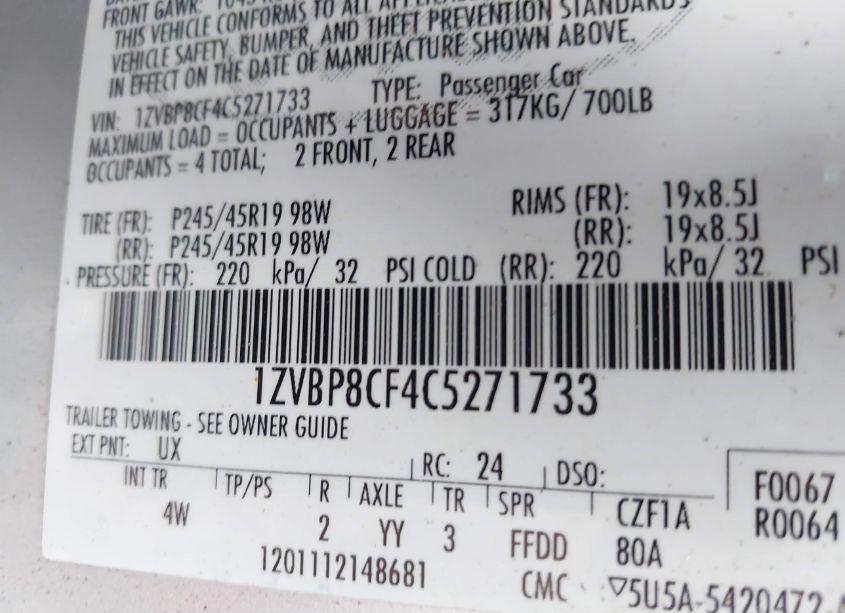 FRONT GAWR:
THIS VEHICLE CONFORMS TO ALL
VEHICLE SAFETY, BUMPER, AND THEFT PREVENTION STANDARDS
IN EFFECT ON THE DATE OF MANUFACTURE SHOWN ABOVE.
VIN: 1ZVBP8CF4C5271733 TYPE: Passenger Car
MAXIMUM LOAD = OCCUPANTS + LUGGAGE = 317KG/ 700LB
OCCUPANTS = 4 TOTAL; 2 FRONT, 2 REAR
TIRE (FR): P245/45R19 98W RIMS (FR): 19x8.5J
(RR): P245/45R19 98W (RR): 19x8.5J
PRESSURE (FR): 220 kPa/ 32 PSI COLD (RR): 220 kPa/ 32 PSI
1ZVBP8CF4C5271733
TRAILER TOWING - SEE OWNER GUIDE
EXT PNT: UX RC: 24 DSO: F0067
INT TR TP/PS R AXLE TR SPR CZF1A R0064
4W 2 YY 3 FFDD 80A
1201112148681 CMC ▽5U5A-5420472-